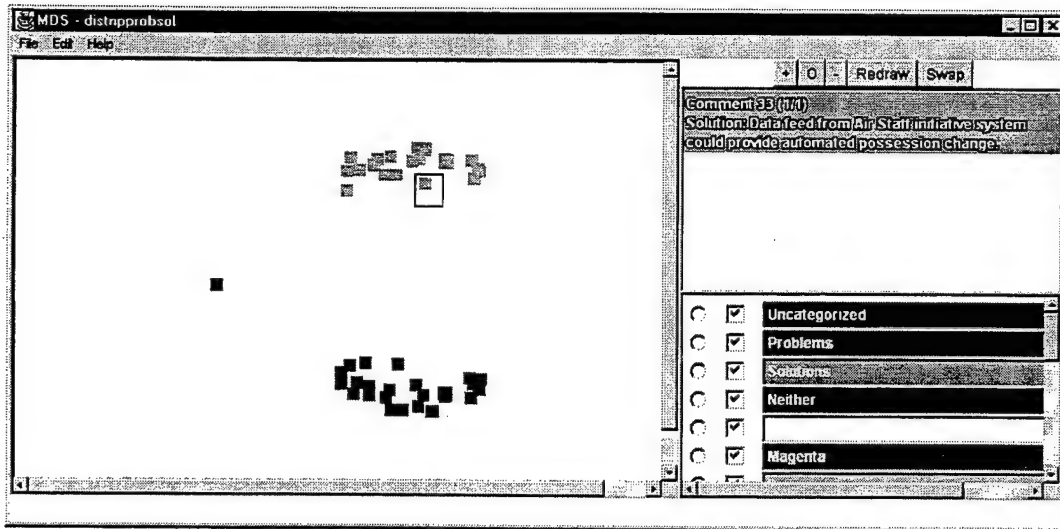 MDS - distnpprobsol
File Edit Help
+ O - Redraw Swap
Comment 33 (1/1)
Solution: Data feed from Air Staff initiative system
could provide automated possession change.
Uncategorized
Problems
Solutions
Neither
Magenta